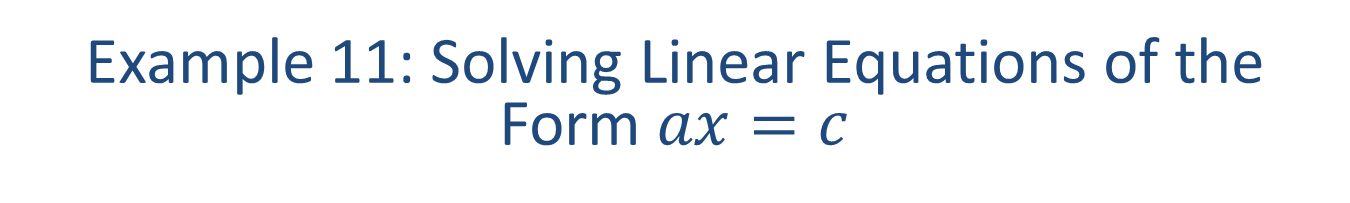 Example 11: Solving Linear Equations of the
Form ax = c